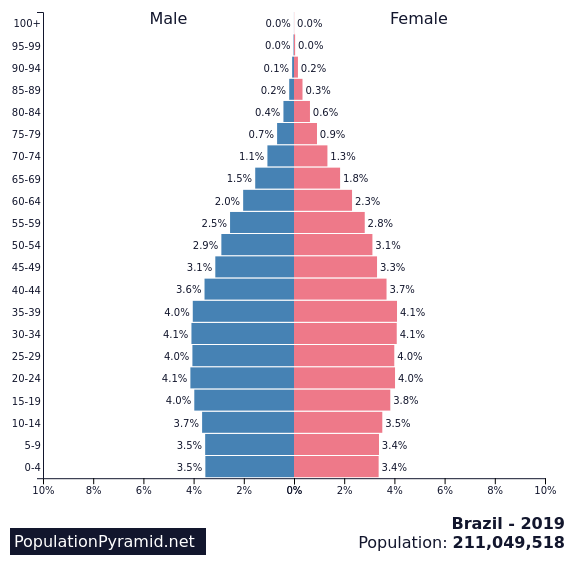 Male Female
100+ 0.0% 0.0%
95-99 0.0% 0.0%
90-94 0.1% 0.2%
85-89 0.2% 0.3%
80-84 0.4% 0.6%
75-79 0.7% 0.9%
70-74 1.1% 1.3%
65-69 1.5% 1.8%
60-64 2.0% 2.3%
55-59 2.5% 2.8%
50-54 2.9% 3.1%
45-49 3.1% 3.3%
40-44 3.6% 3.7%
35-39 4.0% 4.1%
30-34 4.1% 4.1%
25-29 4.0% 4.0%
20-24 4.1% 4.0%
15-19 4.0% 3.8%
10-14 3.7% 3.5%
5-9 3.5% 3.4%
0-4 3.5% 3.4%
10% 8% 6% 4% 2% 0% 2% 4% 6% 8% 10%
Brazil - 2019
PopulationPyramid.net Population: 211,049,518